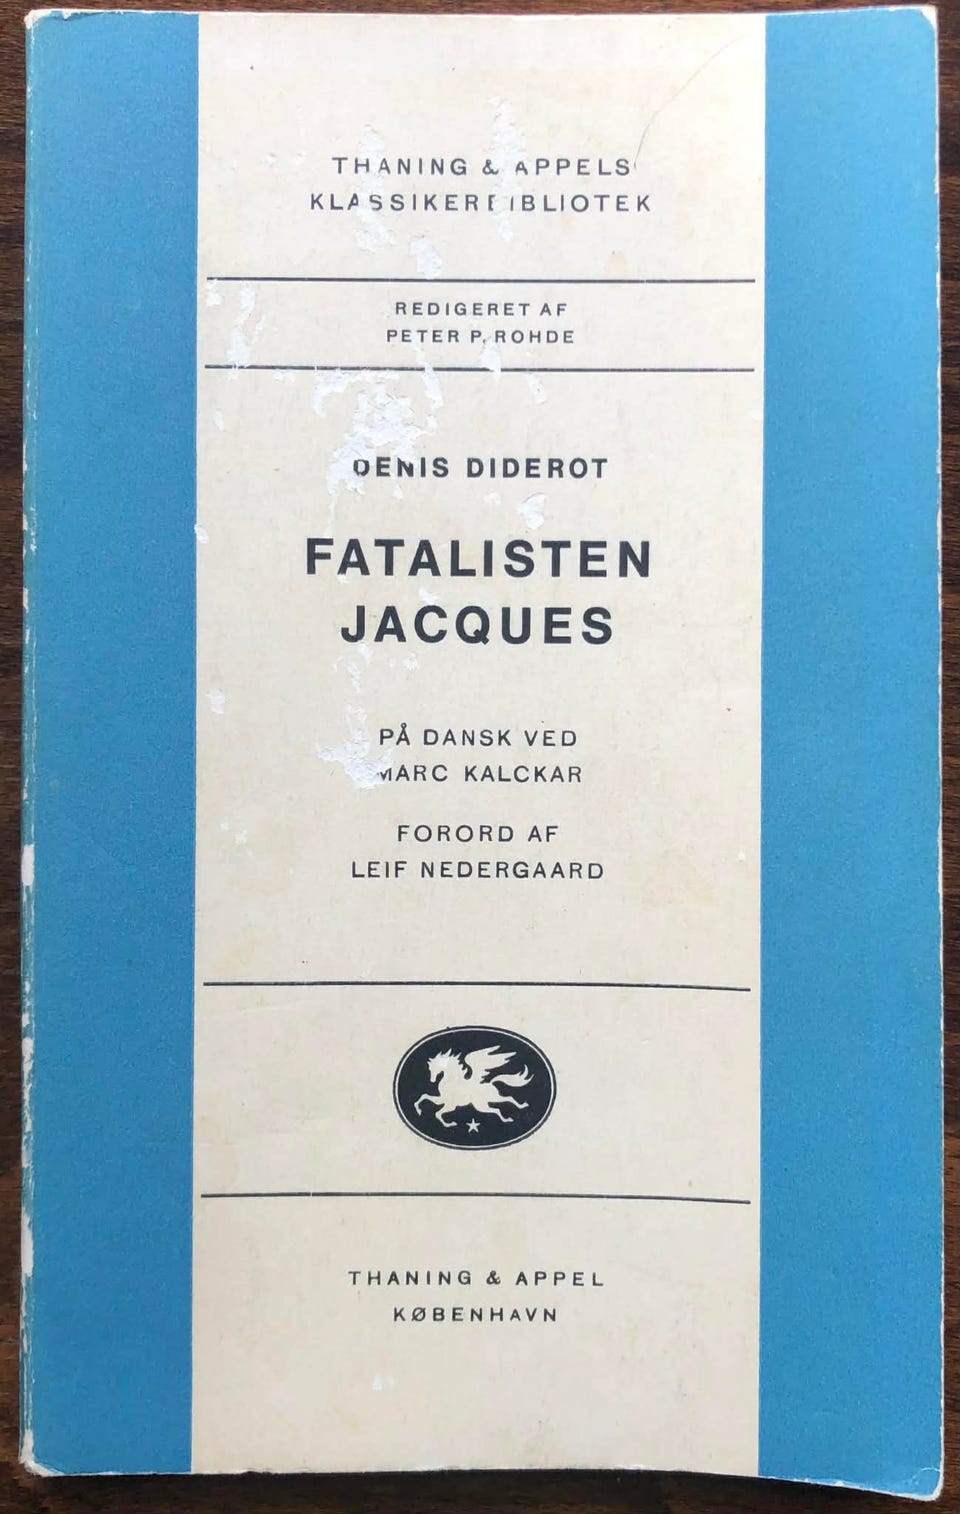 THANING & APPELS
KLASSIKERBIBLIOTEK
REDIGERET AF
PETER P. ROHDE
DENIS DIDEROT
FATALISTEN
JACQUES
PÅ DANSK VED
MARC KALCKAR
FORORD AF
LEIF NEDERGAARD
THANING & APPEL
KØBENHAVN